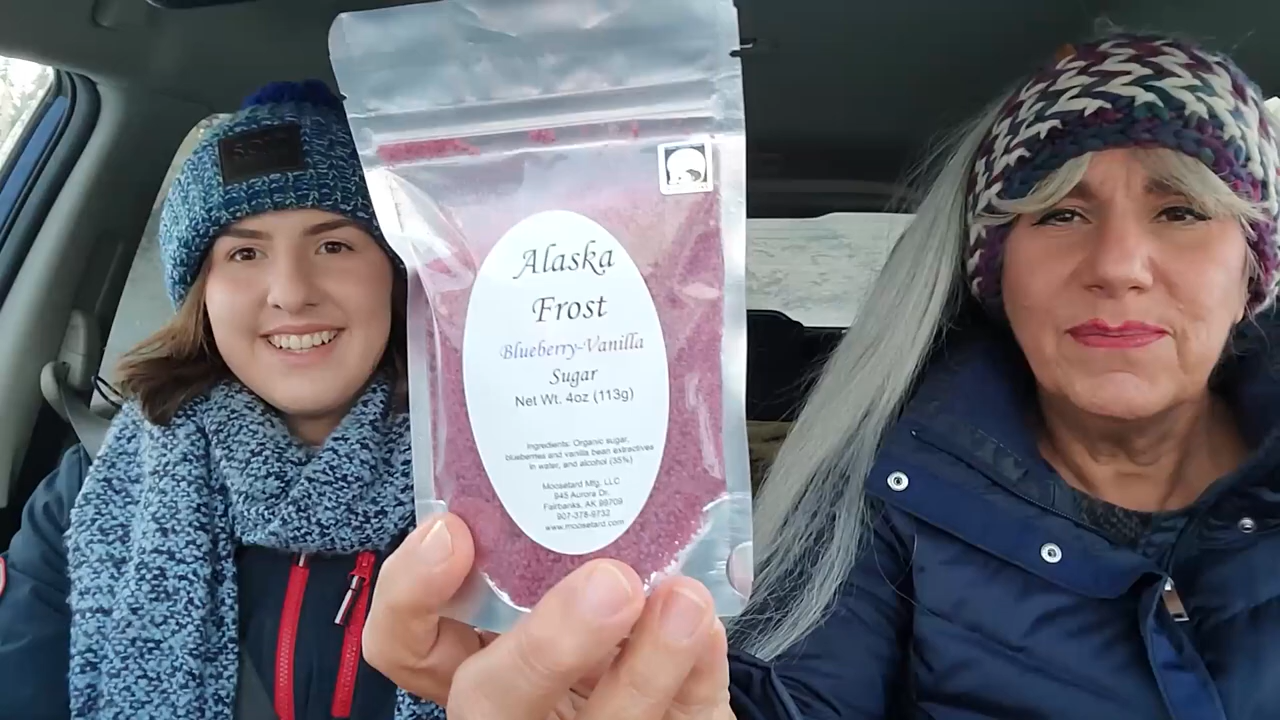 Alaska
Frost
Blueberry-Vanilla
Sugar
Net Wt. 4oz (113g)
Ingredients: Organic sugar,
blueberries and vanilla bean extractives
in water, and alcohol (35%)
Moosetard Mfg. LLC
945 Aurora Dr.
Fairbanks, AK 99709
907-378-9732
www.moosetard.com